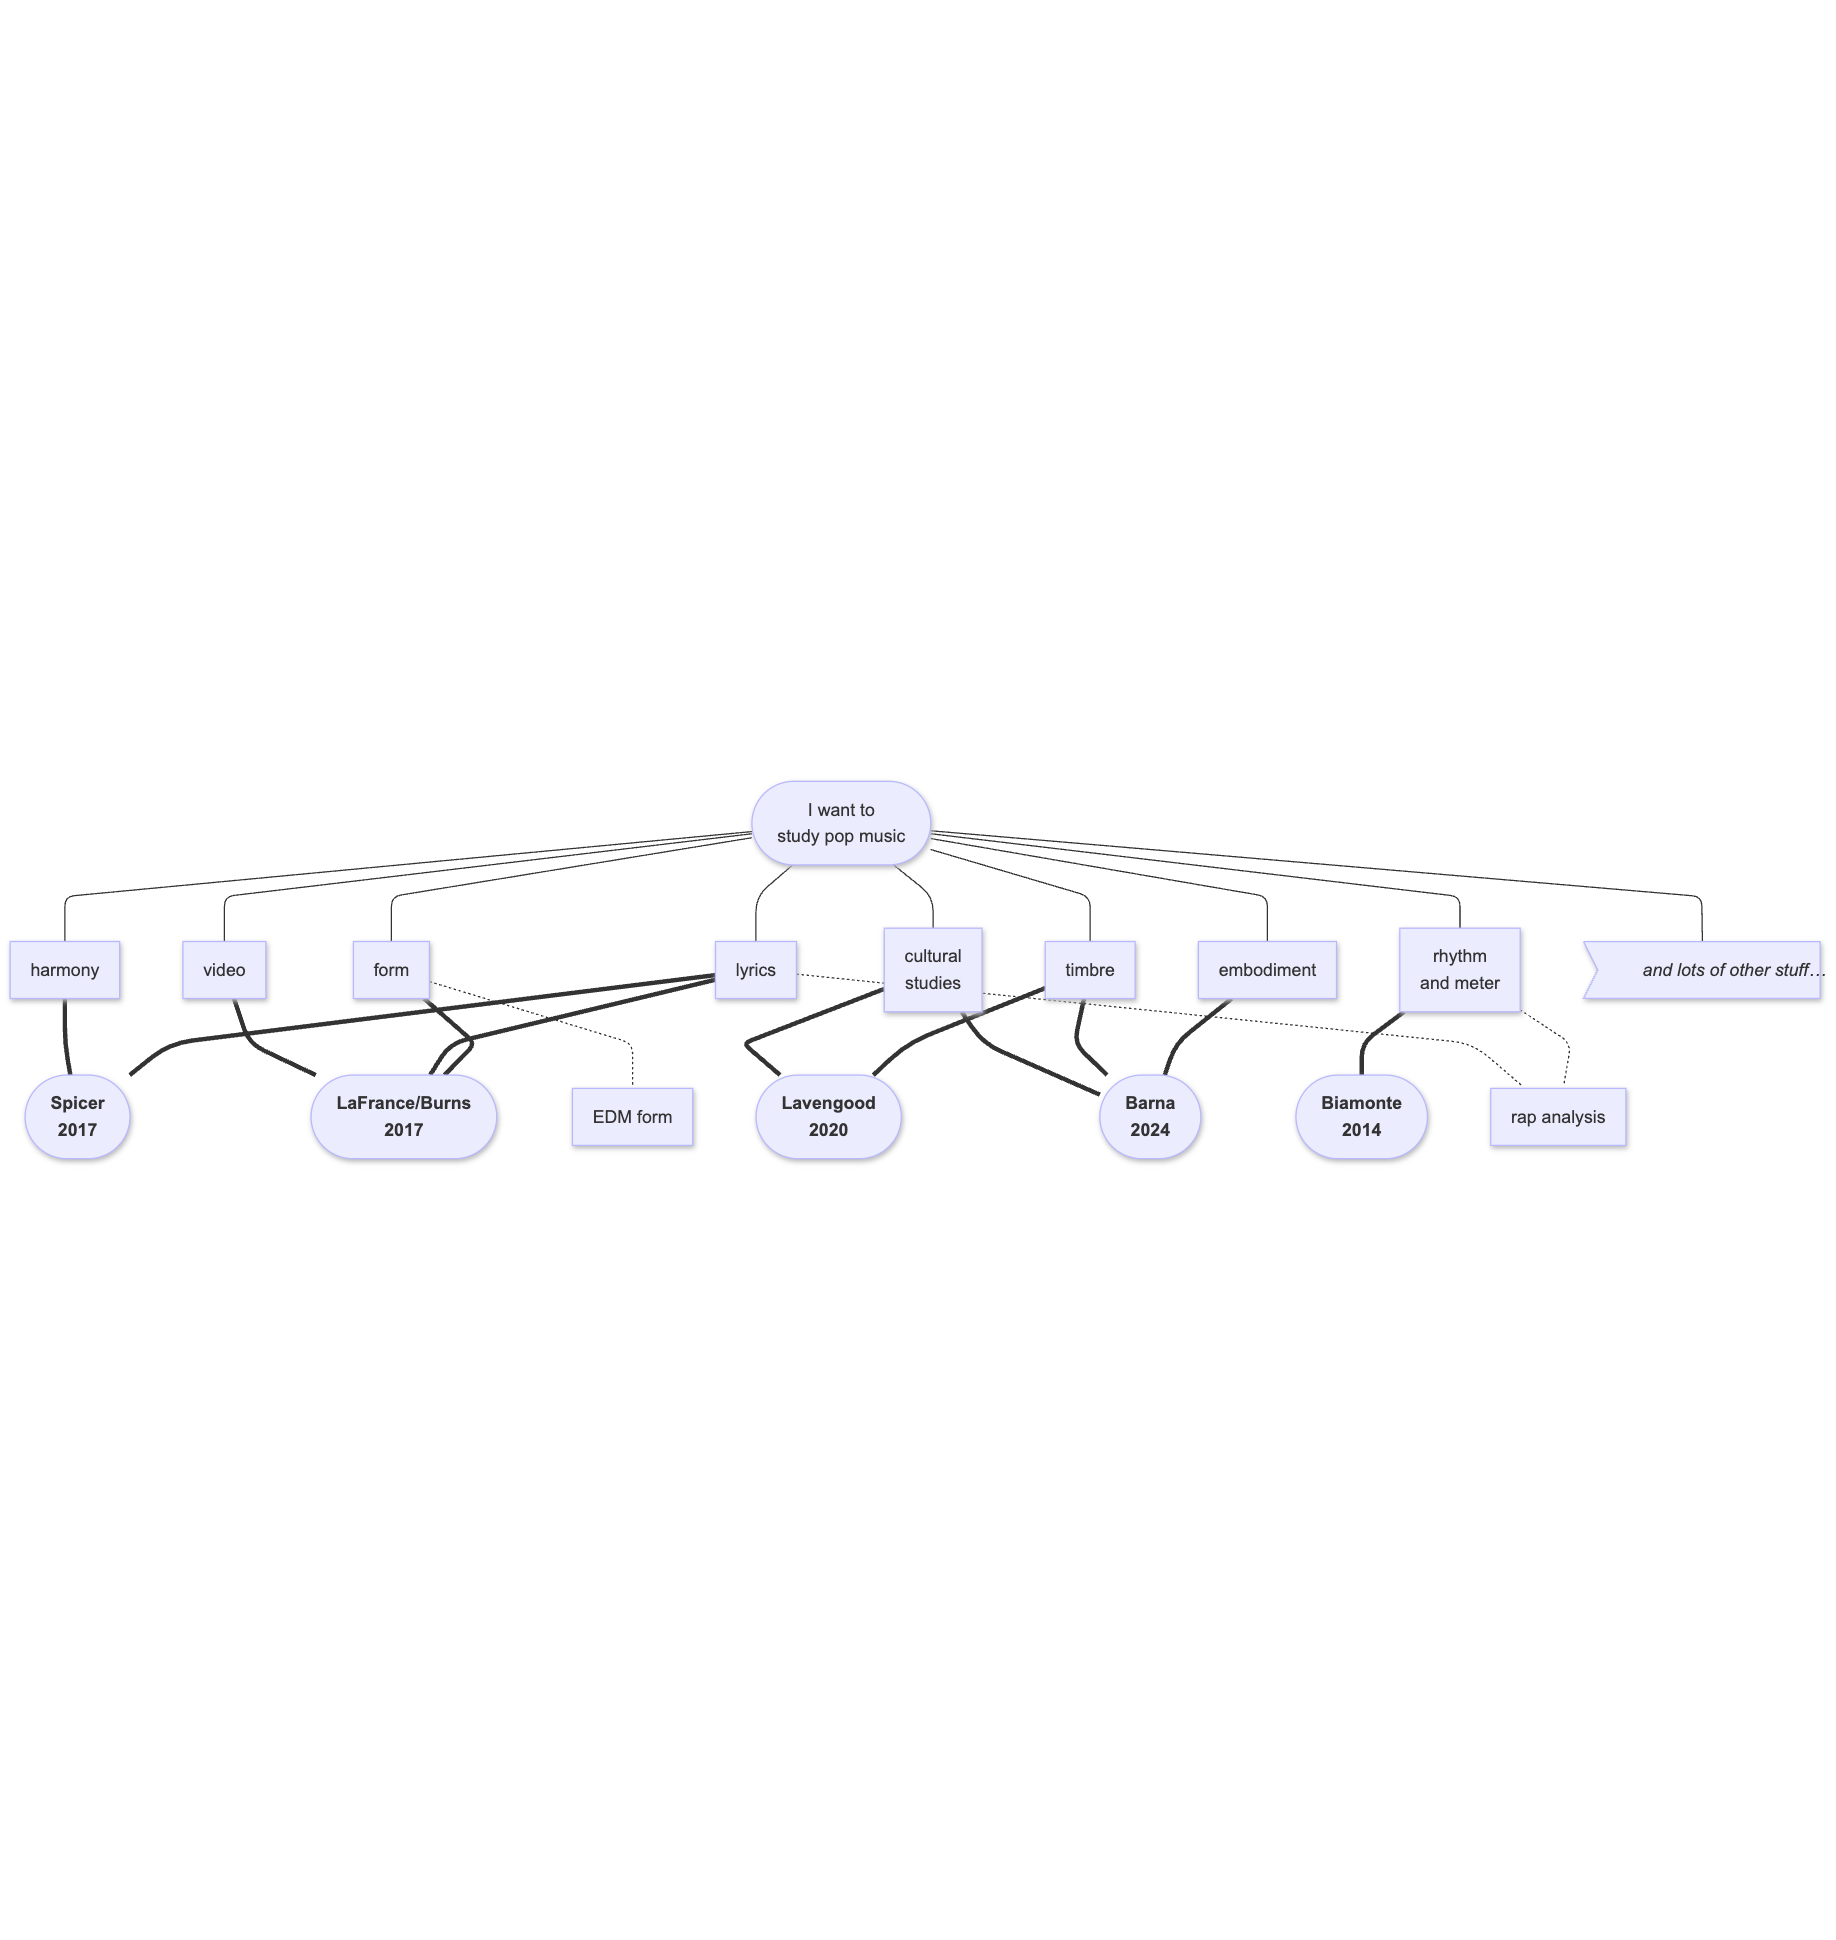 I want to
study pop music
harmony
video
form
lyrics
cultural
studies
timbre
embodiment
rhythm
and meter
and lots of other stuff…
Spicer
2017
LaFrance/Burns
2017
EDM form
Lavengood
2020
Barna
2024
Biamonte
2014
rap analysis